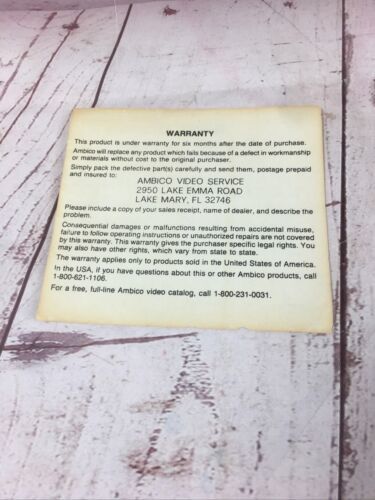 WARRANTY
This product is under warranty for six months after the date of purchase.
Ambico will replace any product which fails because of a defect in workmanship
or materials without cost to the original purchaser.
Simply pack the defective part(s) carefully and send them, postage prepaid
and insured to:
AMBICO VIDEO SERVICE
2950 LAKE EMMA ROAD
LAKE MARY, FL 32746
Please include a copy of your sales receipt, name of dealer, and describe the
problem.
Consequential damages or malfunctions resulting from accidental misuse,
failure to follow operating instructions or unauthorized repairs are not covered
by this warranty. This warranty gives the purchaser specific legal rights. You
may also have other rights, which vary from state to state.
The warranty applies only to products sold in the United States of America.
In the USA, if you have questions about this or other Ambico products, call
1-800-621-1106.
For a free, full-line Ambico video catalog, call 1-800-231-0031.